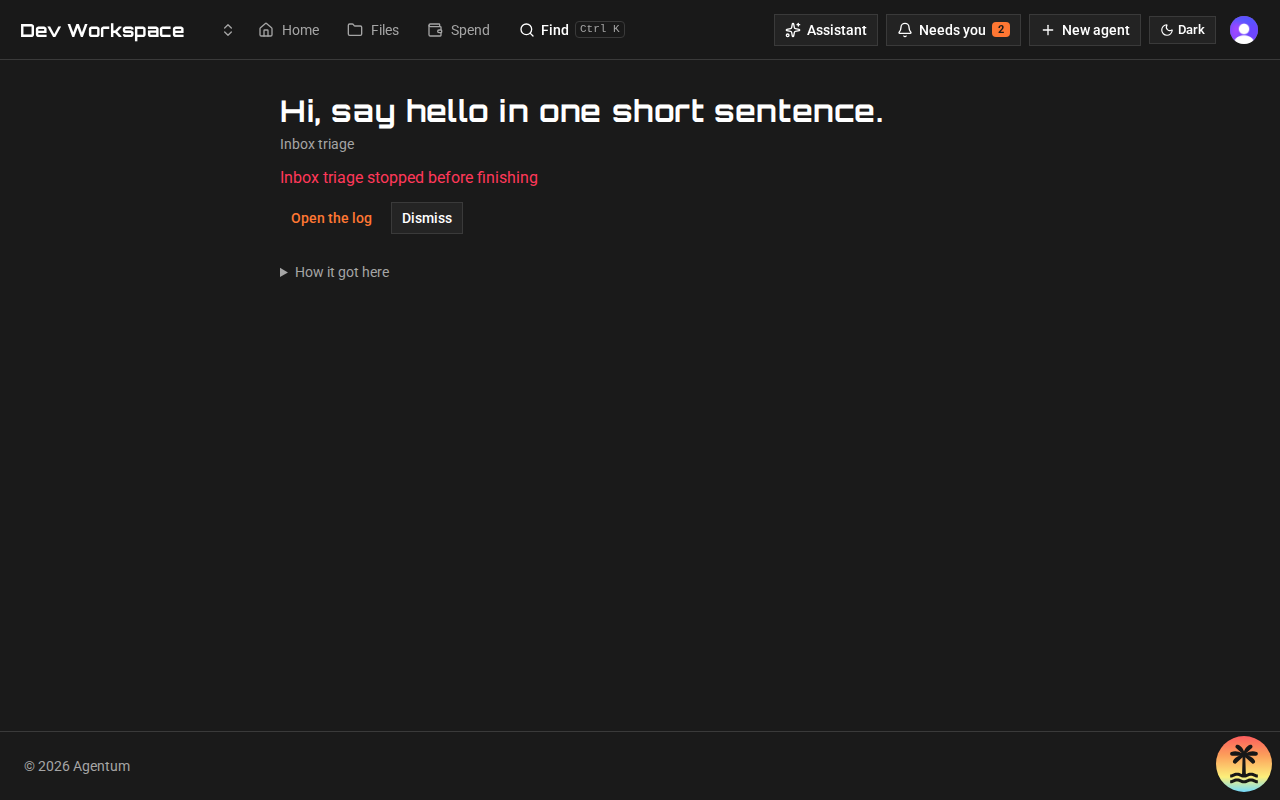 Dev Workspace
Home
Files
Spend
Find Ctrl K
Assistant
Needs you 2
New agent
Dark
Hi, say hello in one short sentence.
Inbox triage
Inbox triage stopped before finishing
Open the log
Dismiss
How it got here
© 2026 Agentum